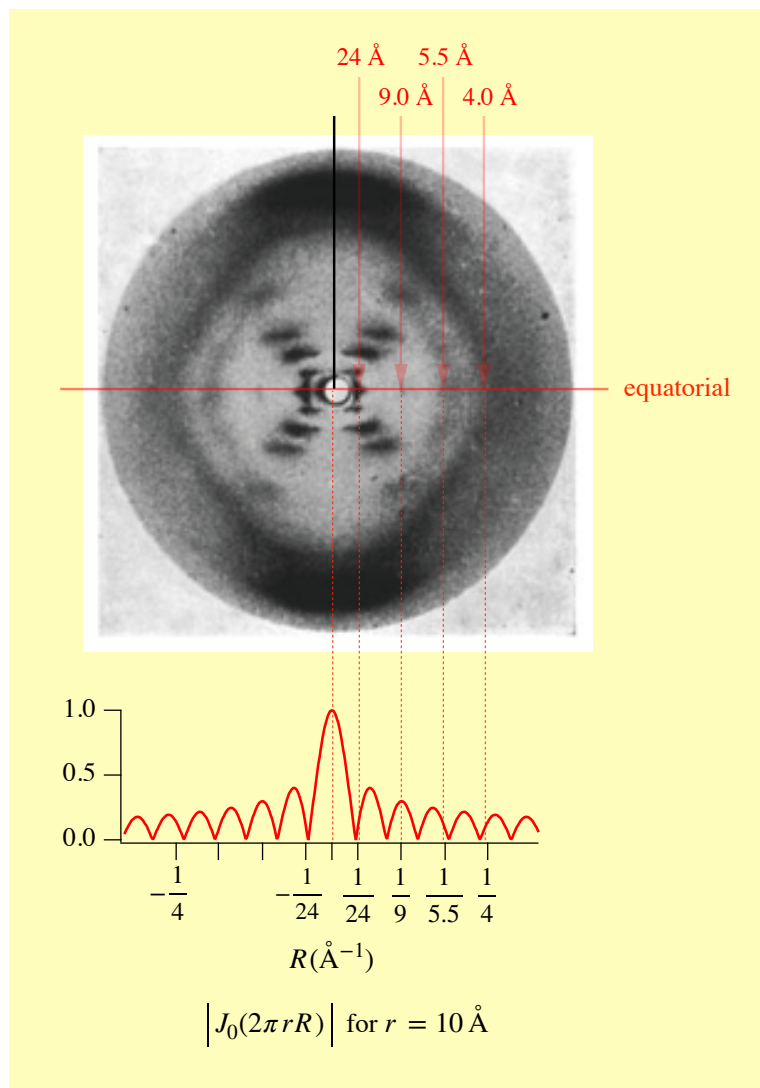 24 Å 5.5 Å
9.0 Å 4.0 Å
equatorial
1.0
0.5
0.0
−1/4 −1/24 1/24 1/9 1/5.5 1/4
R(Å⁻¹)
|J₀(2πrR)| for r = 10 Å